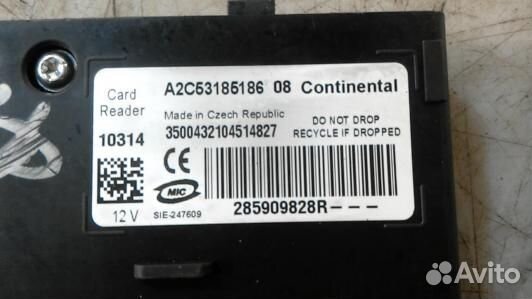 Card Reader
A2C53185186 08 Continental
Made in Czech Republic
10314
3500432104514827
DO NOT DROP
RECYCLE IF DROPPED
CE
MIC
12 V
SIE-247609
285909828R---
Avito